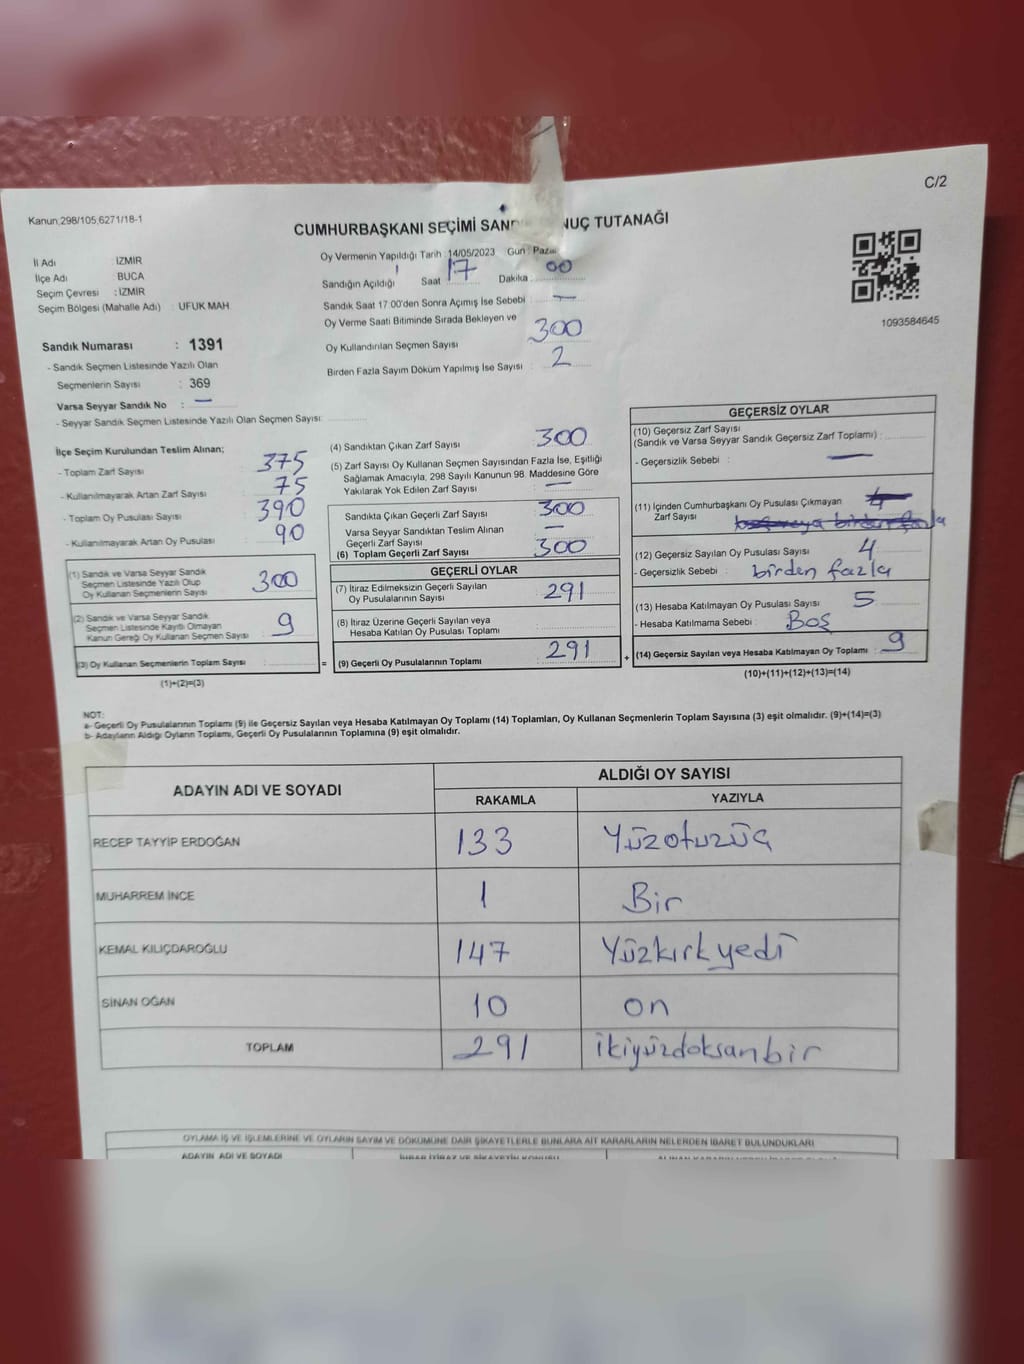 C/2
Kanun,298/105,6271/18-1
CUMHURBAŞKANI SEÇİMİ SAN NUÇ TUTANAĞI
İl Adı : İZMİR
İlçe Adı : BUCA
Seçim Çevresi : İZMİR
Seçim Bölgesi (Mahalle Adı) : UFUK MAH
Sandık Numarası : 1391
- Sandık Seçmen Listesinde Yazılı Olan
Seçmenlerin Sayısı : 369
Varsa Seyyar Sandık No : —
- Seyyar Sandık Seçmen Listesinde Yazılı Olan Seçmen Sayısı:
Oy Vermenin Yapıldığı Tarih : 14/05/2023 Gün : Pazar
Sandığın Açıldığı Saat 17 Dakika : 00
Sandık Saat 17:00'den Sonra Açımış İse Sebebi : —
Oy Verme Saati Bitiminde Sırada Bekleyen ve
Oy Kullandırılan Seçmen Sayısı 300
Birden Fazla Sayım Döküm Yapılmış İse Sayısı : 2
1093584645
İlçe Seçim Kurulundan Teslim Alınan;
- Toplam Zarf Sayısı 375
- Kullanılmayarak Artan Zarf Sayısı 75
- Toplam Oy Pusulası Sayısı 390
- Kullanılmayarak Artan Oy Pusulası 90
(1) Sandık ve Varsa Seyyar Sandık
Seçmen Listesinde Yazılı Olup
Oy Kullanan Seçmenlerin Sayısı 300
(2) Sandık ve Varsa Seyyar Sandık
Seçmen Listesinde Kayıtlı Olmayan
Kanun Gereği Oy Kullanan Seçmen Sayısı 9
(3) Oy Kullanan Seçmenlerin Toplam Sayısı :
(1)+(2)=(3)
(4) Sandıktan Çıkan Zarf Sayısı 300
(5) Zarf Sayısı Oy Kullanan Seçmen Sayısından Fazla İse, Eşitliği
Sağlamak Amacıyla, 298 Sayılı Kanunun 98. Maddesine Göre
Yakılarak Yok Edilen Zarf Sayısı : —
Sandıkta Çıkan Geçerli Zarf Sayısı 300
Varsa Seyyar Sandıktan Teslim Alınan
Geçerli Zarf Sayısı —
(6) Toplam Geçerli Zarf Sayısı 300
GEÇERLİ OYLAR
(7) İtiraz Edilmeksizin Geçerli Sayılan
Oy Pusulalarının Sayısı 291
(8) İtiraz Üzerine Geçerli Sayılan veya
Hesaba Katılan Oy Pusulası Toplamı :
= (9) Geçerli Oy Pusulalarının Toplamı : 291 +
GEÇERSİZ OYLAR
(10) Geçersiz Zarf Sayısı
(Sandık ve Varsa Seyyar Sandık Geçersiz Zarf Toplamı) :
- Geçersizlik Sebebi : —
(11) İçinden Cumhurbaşkanı Oy Pusulası Çıkmayan
Zarf Sayısı
(12) Geçersiz Sayılan Oy Pusulası Sayısı : 4
- Geçersizlik Sebebi : birden fazla
(13) Hesaba Katılmayan Oy Pusulası Sayısı : 5
- Hesaba Katılmama Sebebi : Boş
(14) Geçersiz Sayılan veya Hesaba Katılmayan Oy Toplamı : 9
(10)+(11)+(12)+(13)=(14)
NOT:
a- Geçerli Oy Pusulalarının Toplamı (9) ile Geçersiz Sayılan veya Hesaba Katılmayan Oy Toplamı (14) Toplamları, Oy Kullanan Seçmenlerin Toplam Sayısına (3) eşit olmalıdır. (9)+(14)=(3)
b- Adayların Aldığı Oyların Toplamı, Geçerli Oy Pusulalarının Toplamına (9) eşit olmalıdır.
ADAYIN ADI VE SOYADI
ALDIĞI OY SAYISI
RAKAMLA YAZIYLA
RECEP TAYYİP ERDOĞAN 133 Yüzotuzüç
MUHARREM İNCE 1 Bir
KEMAL KILIÇDAROĞLU 147 Yüzkırkyedi
SİNAN OĞAN 10 on
TOPLAM 291 ikiyüzdoksanbir
OYLAMA İŞ VE İŞLEMLERİNE VE OYLARIN SAYIM VE DÖKÜMÜNE DAİR ŞİKAYETLERLE BUNLARA AİT KARARLARIN NELERDEN İBARET BULUNDUKLARI
ADAYIN ADI VE SOYADI